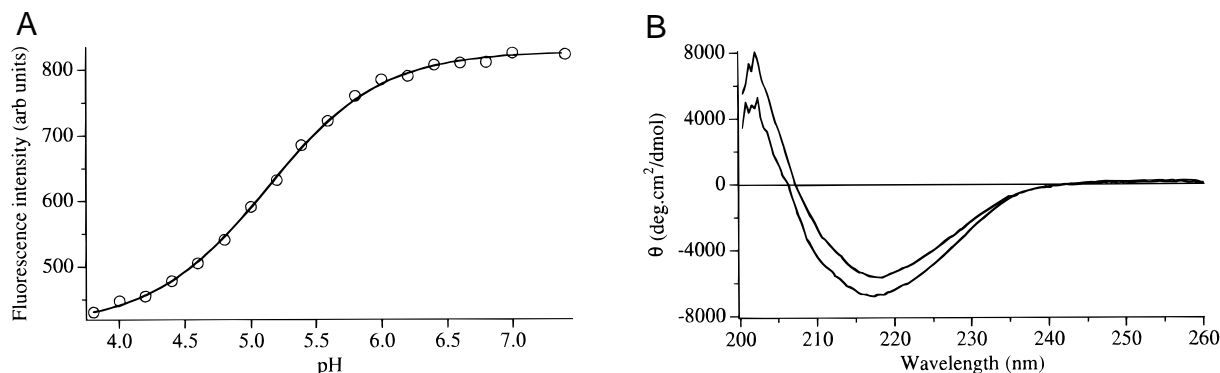 A
Fluorescence intensity (arb units)
800
700
600
500
4.0 4.5 5.0 5.5 6.0 6.5 7.0
pH
B
θ (deg.cm²/dmol)
8000
4000
0
-4000
-8000
200 210 220 230 240 250 260
Wavelength (nm)